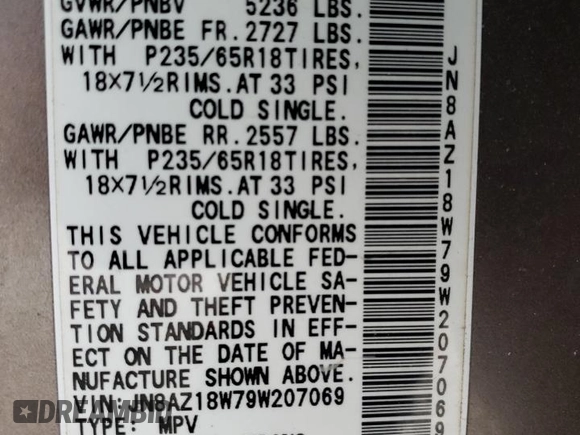 GVWR/PNBV 5236 LBS.
GAWR/PNBE FR.2727 LBS.
WITH P235/65R18TIRES,
18X7½RIMS.AT 33 PSI
COLD SINGLE.
GAWR/PNBE RR.2557 LBS.
WITH P235/65R18TIRES,
18X7½RIMS.AT 33 PSI
COLD SINGLE.
THIS VEHICLE CONFORMS
TO ALL APPLICABLE FED-
ERAL MOTOR VEHICLE SA-
FETY AND THEFT PREVEN-
TION STANDARDS IN EFF-
ECT ON THE DATE OF MA-
NUFACTURE SHOWN ABOVE.
VIN:JN8AZ18W79W207069
TYPE: MPV
JN8AZ18W79W207069
DREAMBID